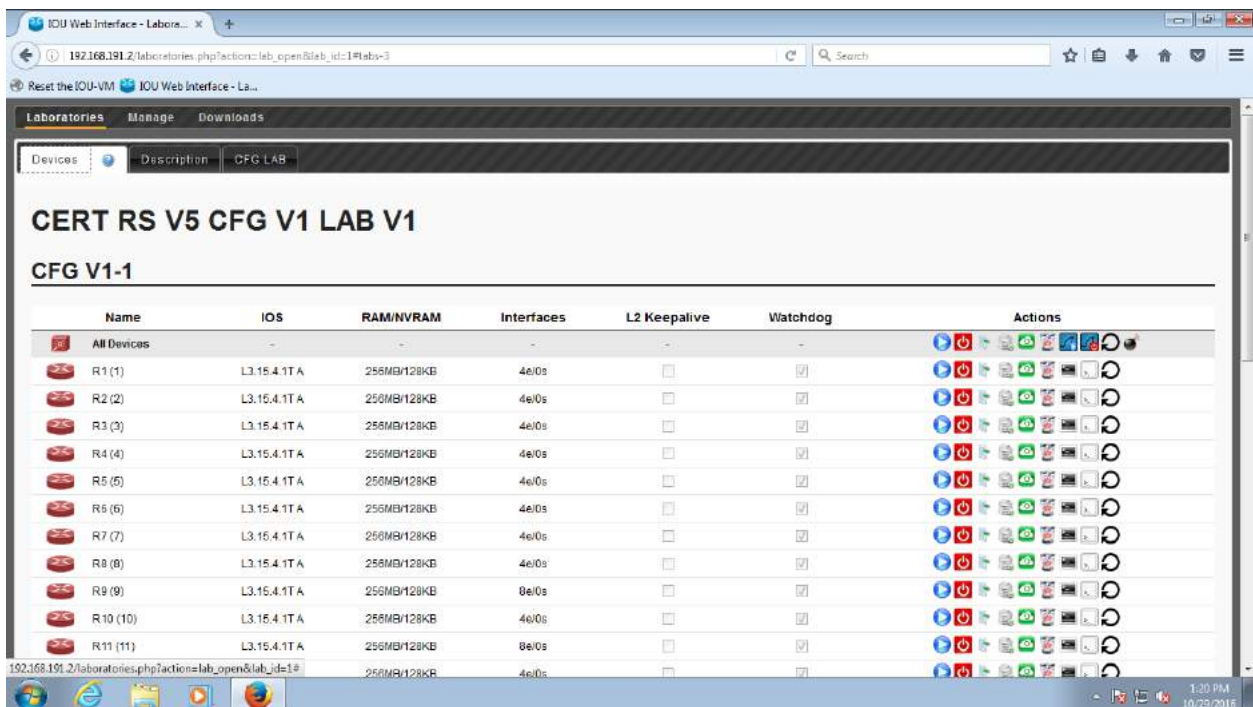 IOU Web Interface - Labora... × +
192.168.191.2/laboratories.php?action=lab_open&lab_id=1#tabs-3 Search
Reset the IOU-VM IOU Web Interface - La...
Laboratories Manage Downloads
Devices Description CFG LAB
CERT RS V5 CFG V1 LAB V1
CFG V1-1
Name IOS RAM/NVRAM Interfaces L2 Keepalive Watchdog Actions
All Devices - - - - -
R1 (1) L3.15.4.1T A 256MB/128KB 4e/0s
R2 (2) L3.15.4.1T A 256MB/128KB 4e/0s
R3 (3) L3.15.4.1T A 256MB/128KB 4e/0s
R4 (4) L3.15.4.1T A 256MB/128KB 4e/0s
R5 (5) L3.15.4.1T A 256MB/128KB 4e/0s
R6 (6) L3.15.4.1T A 256MB/128KB 4e/0s
R7 (7) L3.15.4.1T A 256MB/128KB 4e/0s
R8 (8) L3.15.4.1T A 256MB/128KB 4e/0s
R9 (9) L3.15.4.1T A 256MB/128KB 8e/0s
R10 (10) L3.15.4.1T A 256MB/128KB 4e/0s
R11 (11) L3.15.4.1T A 256MB/128KB 8e/0s
192.168.191.2/laboratories.php?action=lab_open&lab_id=1# 256MB/128KB 4e/0s
1:20 PM
10/29/2016